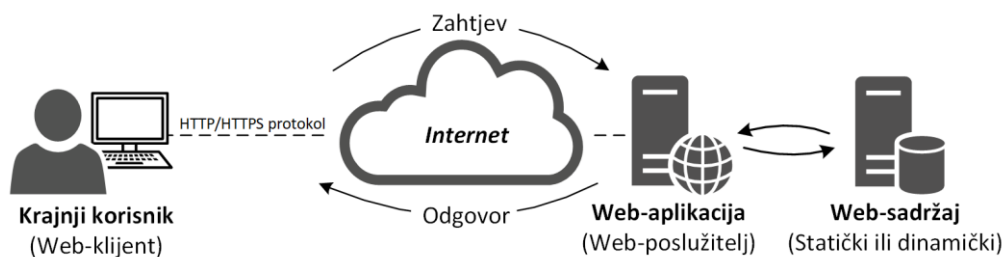 Zahtjev
HTTP/HTTPS protokol
Internet
Odgovor
Krajnji korisnik
(Web-klijent)
Web-aplikacija
(Web-poslužitelj)
Web-sadržaj
(Statički ili dinamički)